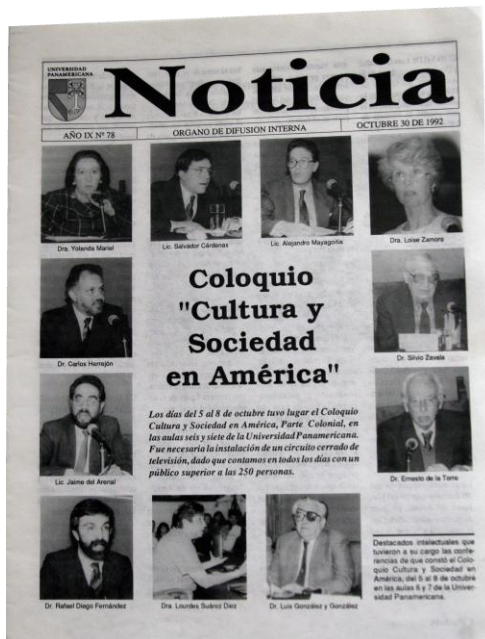 UNIVERSIDAD
PANAMERICANA
Noticia
AÑO IX Nº 78
ORGANO DE DIFUSION INTERNA
OCTUBRE 30 DE 1992
Dra. Yolanda Mariel
Lic. Salvador Cárdenas
Lic. Alejandro Mayagoitia
Dra. Loise Zamora
Coloquio
"Cultura y
Sociedad
en América"
Dr. Carlos Herrejón
Dr. Silvio Zavala
Los días del 5 al 8 de octubre tuvo lugar el Coloquio
Cultura y Sociedad en América, Parte Colonial, en
las aulas seis y siete de la Universidad Panamericana.
Fue necesaria la instalación de un circuito cerrado de
televisión, dado que contamos en todos los días con un
público superior a las 250 personas.
Lic. Jaime del Arenal
Dr. Ernesto de la Torre
Dr. Rafael Diego Fernández
Dra. Lourdes Suárez Diez
Dr. Luis González y González
Destacados intelectuales que
tuvieron a su cargo las confe-
rencias de que constó el Colo-
quio Cultura y Sociedad en
América, del 5 al 8 de octubre
en las aulas 6 y 7 de la Univer-
sidad Panamericana.